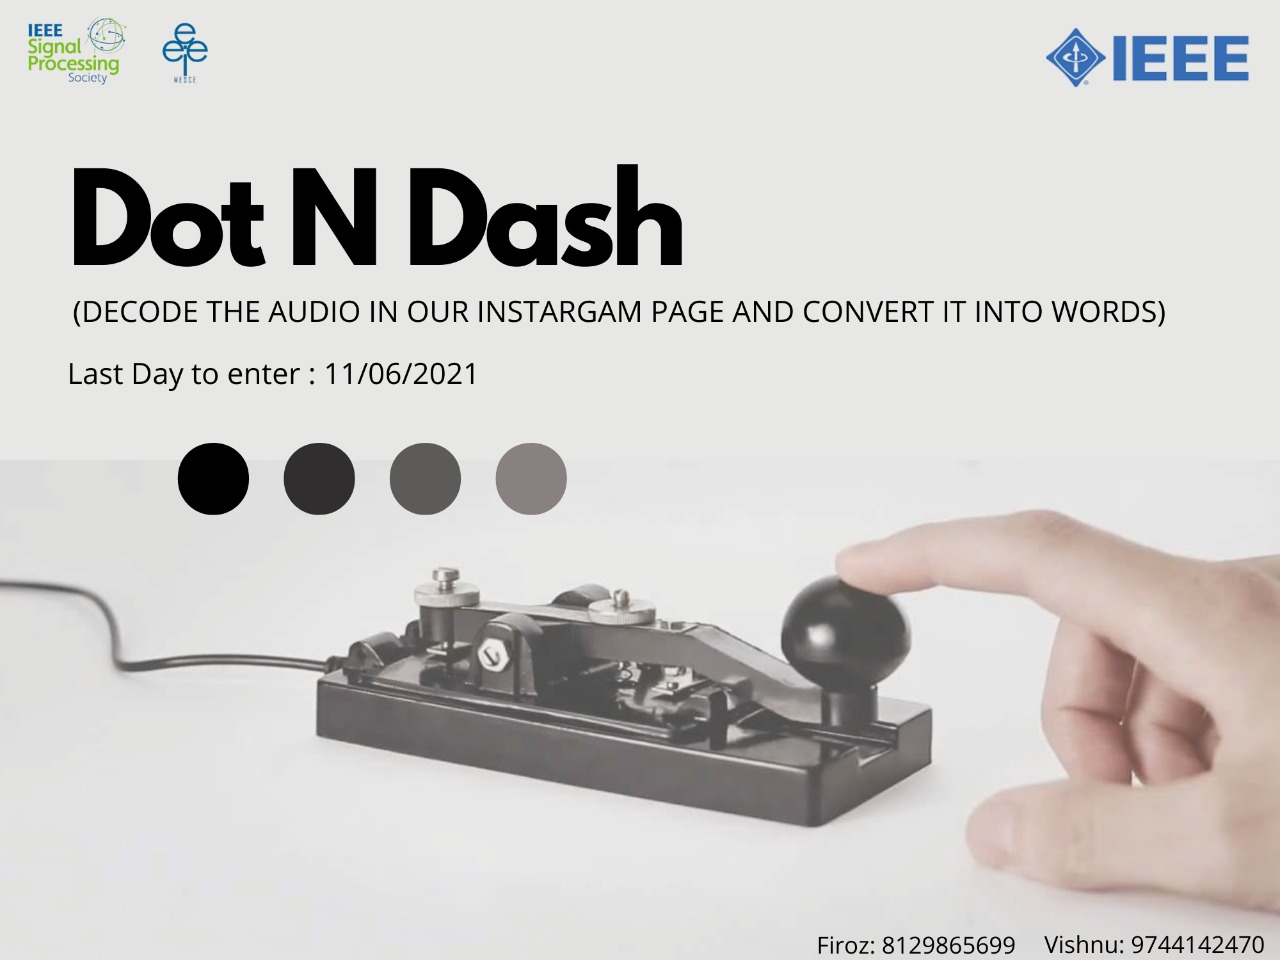 IEEE
Signal
Processing
Society
MESCE
IEEE
Dot N Dash
(DECODE THE AUDIO IN OUR INSTARGAM PAGE AND CONVERT IT INTO WORDS)
Last Day to enter : 11/06/2021
Firoz: 8129865699 Vishnu: 9744142470